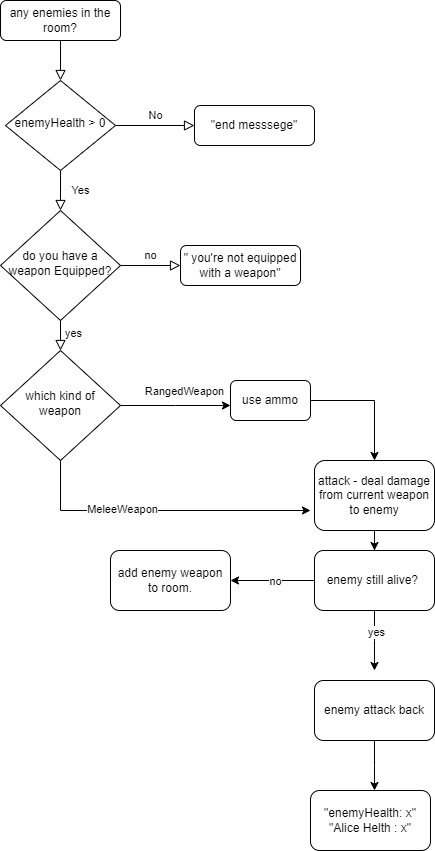 any enemies in the
room?
enemyHealth > 0
No
"end messsege"
Yes
do you have a
weapon Equipped?
no
" you're not equipped
with a weapon"
yes
which kind of
weapon
RangedWeapon
use ammo
MeleeWeapon
attack - deal damage
from current weapon
to enemy
enemy still alive?
no
add enemy weapon
to room.
yes
enemy attack back
"enemyHealth: x"
"Alice Helth : x"